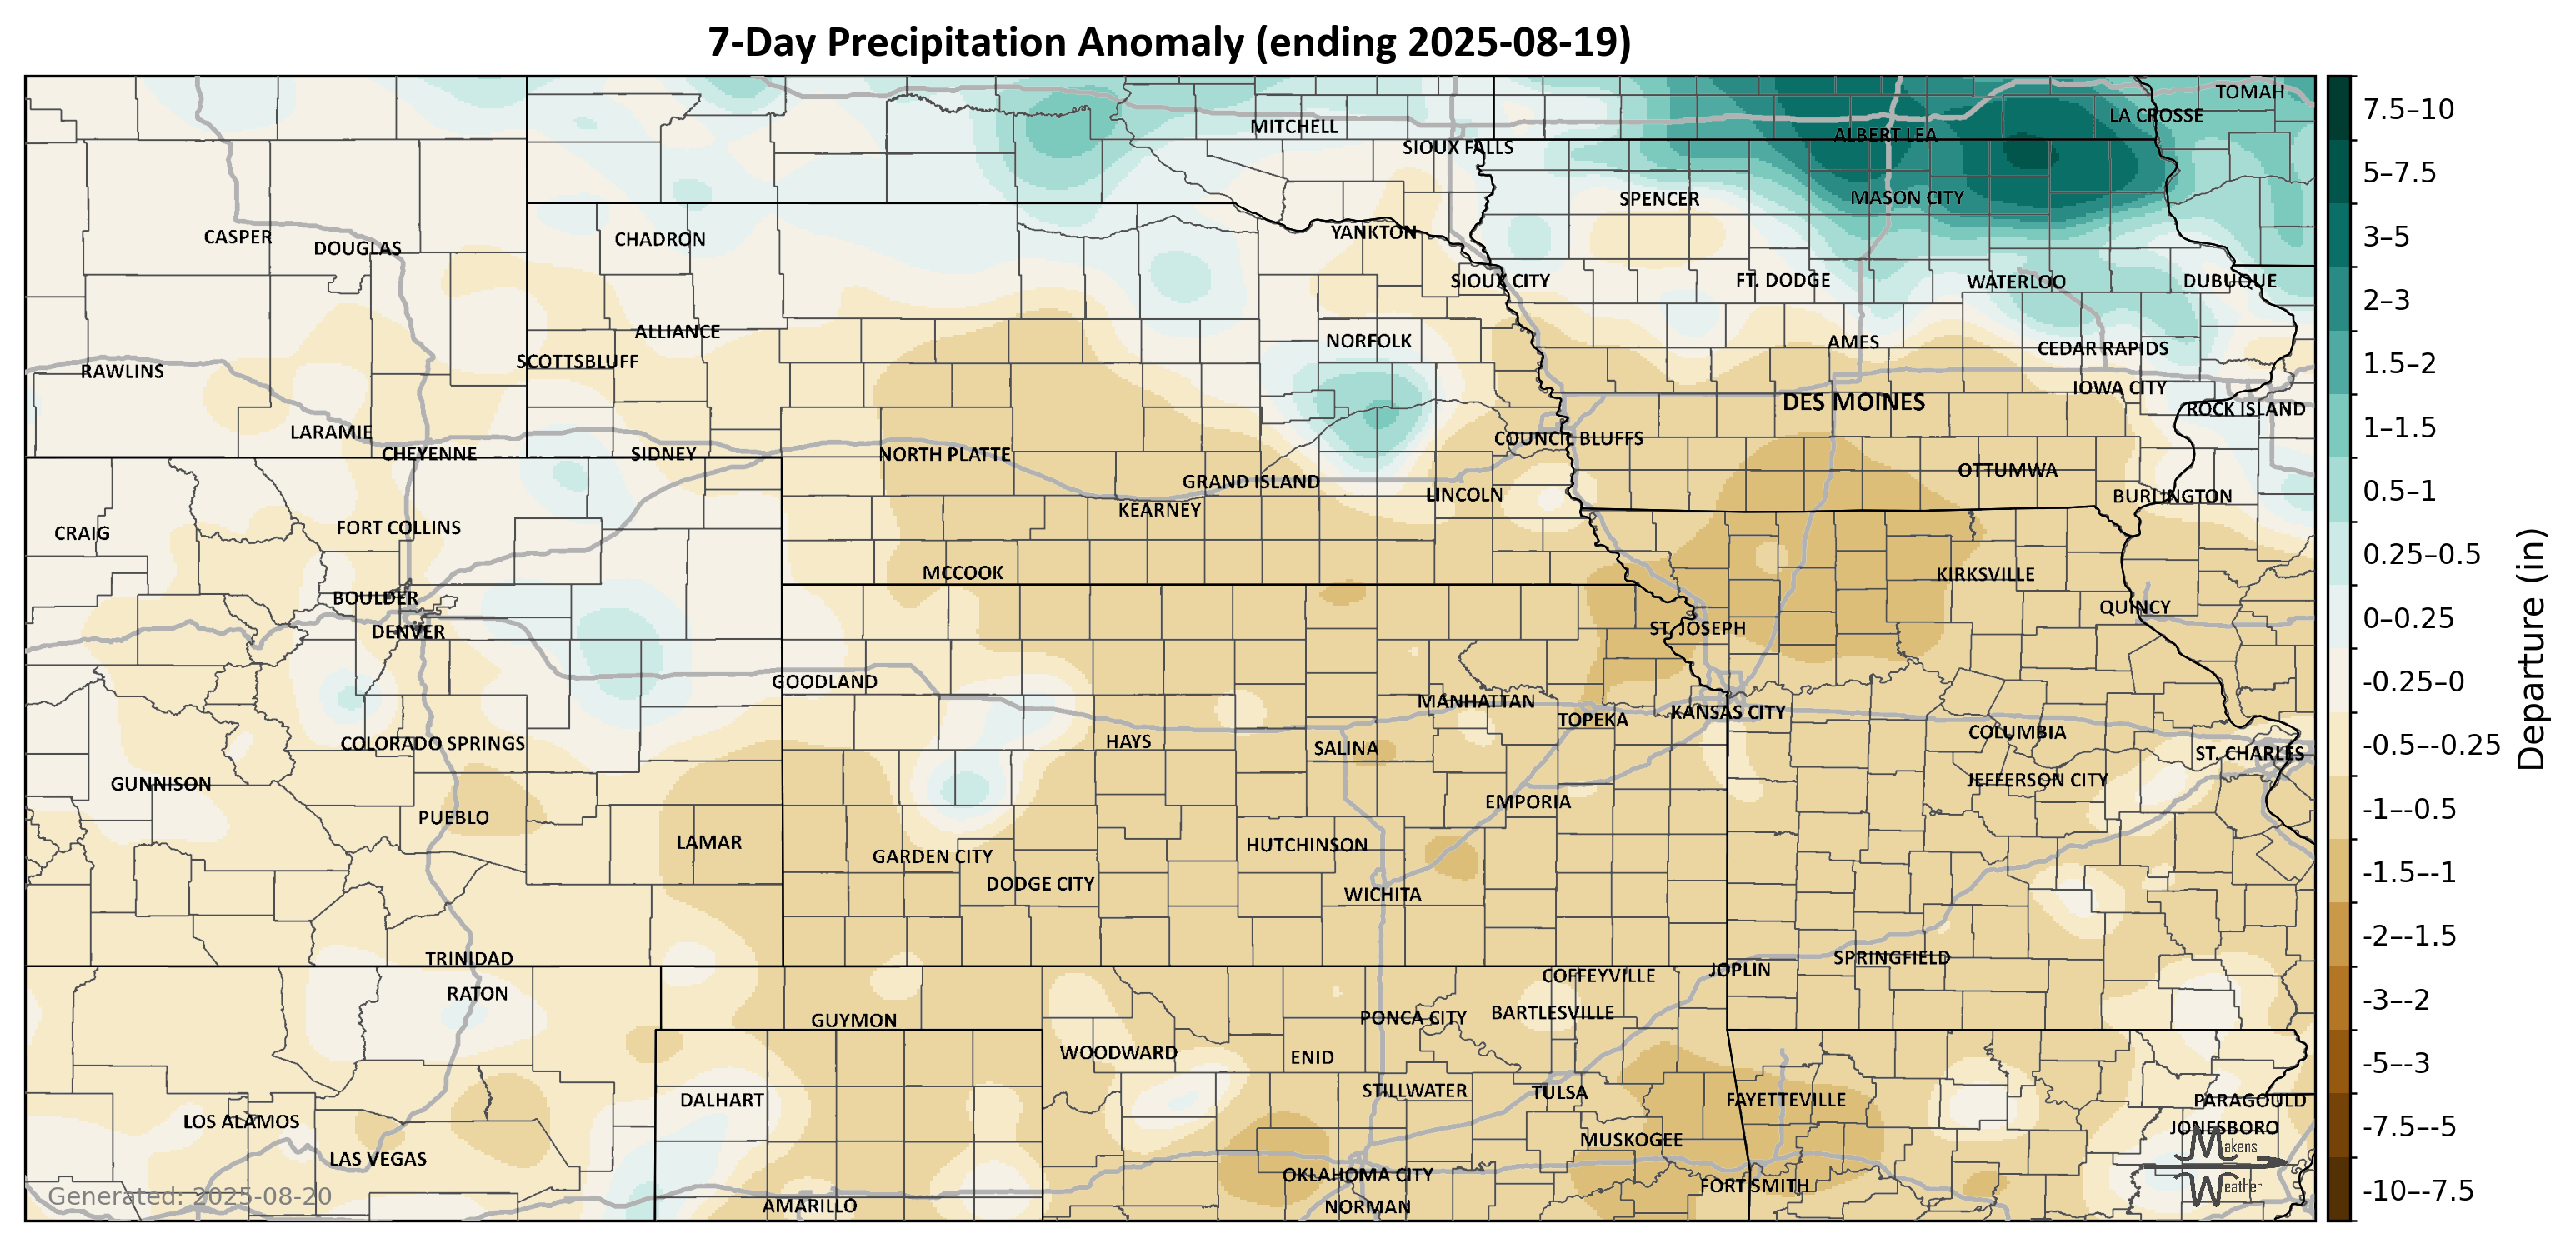 7-Day Precipitation Anomaly (ending 2025-08-19)
TOMAH
LA CROSSE
MITCHELL
ALBERT LEA
SIOUX FALLS
SPENCER
MASON CITY
YANKTON
CASPER
CHADRON
DOUGLAS
SIOUX CITY
FT. DODGE
WATERLOO
DUBUQUE
ALLIANCE
NORFOLK
AMES
CEDAR RAPIDS
SCOTTSBLUFF
RAWLINS
IOWA CITY
DES MOINES
ROCK ISLAND
LARAMIE
COUNCIL BLUFFS
CHEYENNE
SIDNEY
NORTH PLATTE
OTTUMWA
GRAND ISLAND
LINCOLN
BURLINGTON
KEARNEY
CRAIG
FORT COLLINS
MCCOOK
KIRKSVILLE
BOULDER
QUINCY
DENVER
ST. JOSEPH
GOODLAND
MANHATTAN
TOPEKA
KANSAS CITY
COLUMBIA
COLORADO SPRINGS
HAYS
SALINA
ST. CHARLES
GUNNISON
JEFFERSON CITY
PUEBLO
EMPORIA
LAMAR
HUTCHINSON
GARDEN CITY
DODGE CITY
WICHITA
TRINIDAD
SPRINGFIELD
JOPLIN
COFFEYVILLE
RATON
BARTLESVILLE
GUYMON
PONCA CITY
WOODWARD
ENID
STILLWATER
TULSA
DALHART
FAYETTEVILLE
PARAGOULD
LOS ALAMOS
JONESBORO
MUSKOGEE
LAS VEGAS
OKLAHOMA CITY
FORT SMITH
AMARILLO
NORMAN
Generated: 2025-08-20
Makens
Weather
7.5–10
5–7.5
3–5
2–3
1.5–2
1–1.5
0.5–1
0.25–0.5
0–0.25
-0.25–0
-0.5–-0.25
-1–-0.5
-1.5–-1
-2–-1.5
-3–-2
-5–-3
-7.5–-5
-10–-7.5
Departure (in)